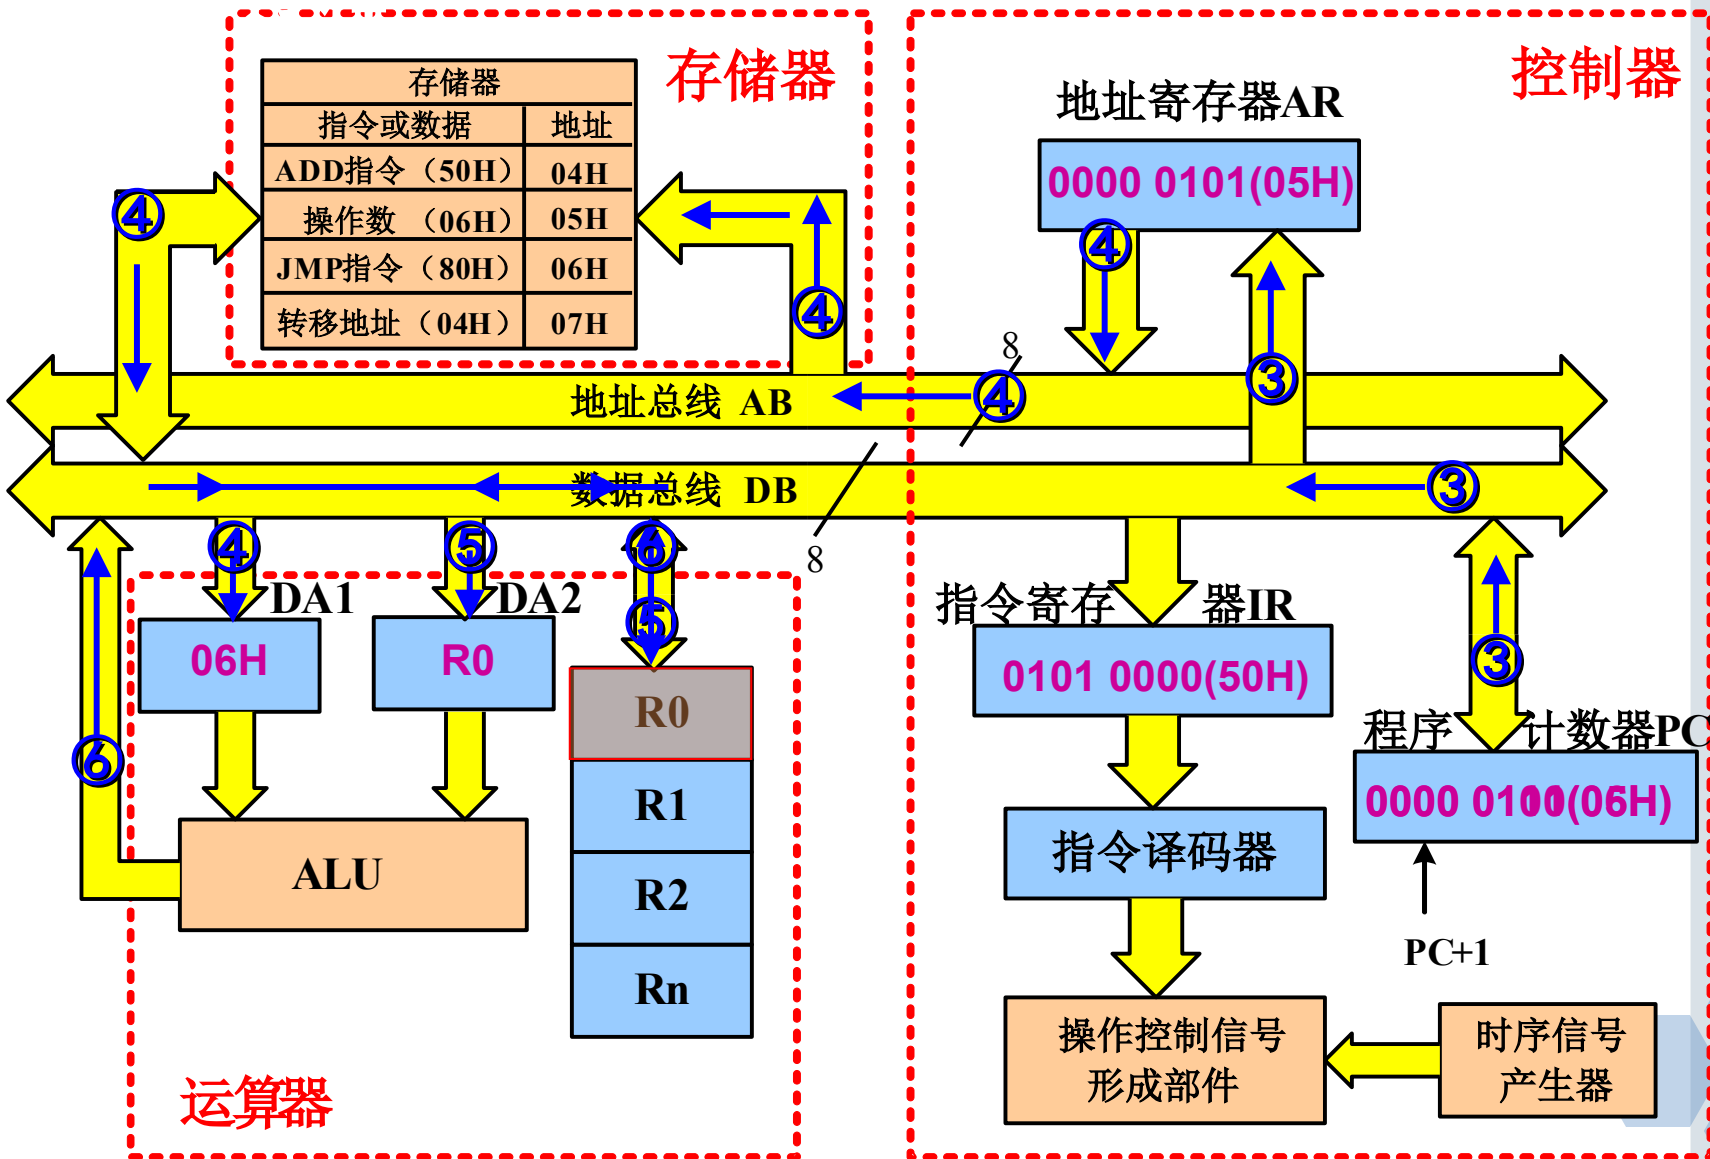 存储器
控制器
存储器
指令或数据 地址
ADD指令（50H） 04H
操作数 （06H） 05H
JMP指令（80H） 06H
转移地址（04H） 07H
地址寄存器AR
0000 0101(05H)
④
④
④
④
④
③
8
地址总线 AB
数据总线 DB
③
8
④
⑤
⑥
⑤
③
⑥
DA1
DA2
06H
R0
R0
R1
R2
Rn
ALU
运算器
指令寄存 器IR
0101 0000(50H)
程序 计数器PC
0000
指令译码器
PC+1
操作控制信号
形成部件
时序信号
产生器